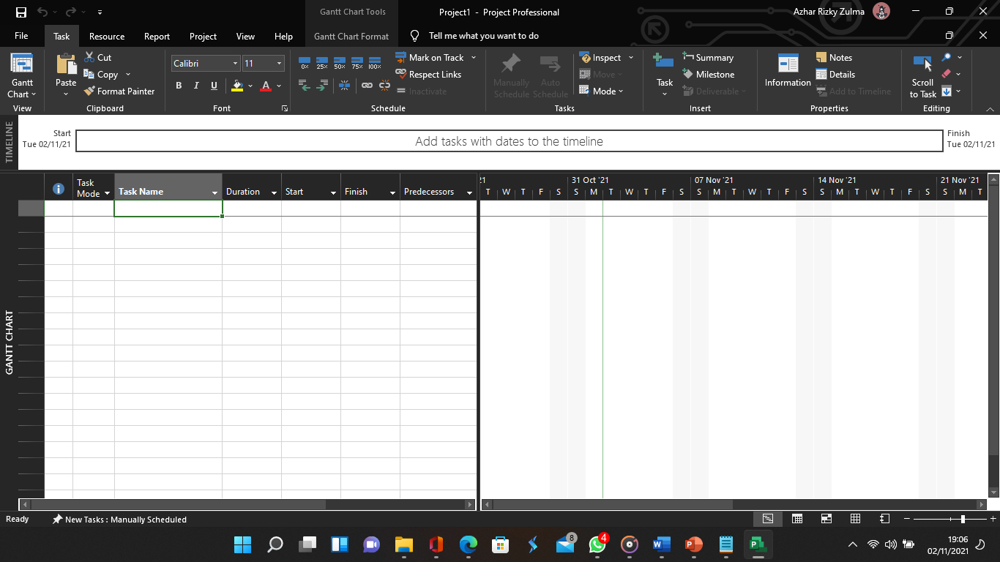 Gantt Chart Tools
Project1 - Project Professional
Azhar Rizky Zulma
File Task Resource Report Project View Help Gantt Chart Format Tell me what you want to do
Gantt Chart
View
Paste
Cut
Copy
Format Painter
Clipboard
Calibri 11
B I U A
Font
0% 25% 50% 75% 100%
Mark on Track
Respect Links
Inactivate
Schedule
Manually Schedule
Auto Schedule
Inspect
Move
Mode
Tasks
Task
Summary
Milestone
Deliverable
Insert
Information
Notes
Details
Add to Timeline
Properties
Scroll to Task
Editing
TIMELINE
Start
Tue 02/11/21
Add tasks with dates to the timeline
Finish
Tue 02/11/21
Task Mode Task Name Duration Start Finish Predecessors
'21 31 Oct '21 07 Nov '21 14 Nov '21 21 Nov '21
T W T F S S M T W T F S S M T W T F S S M T W T F S S M T
GANTT CHART
Ready New Tasks : Manually Scheduled
8
4
19:06
02/11/2021